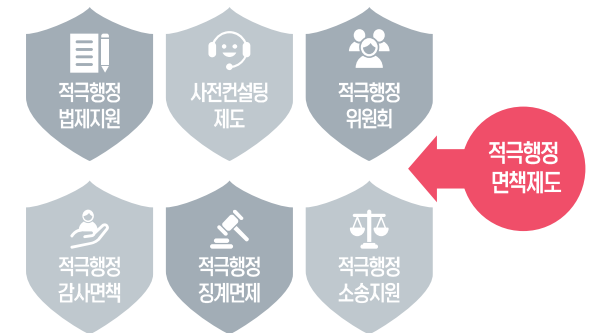 적극행정
법제지원
사전컨설팅
제도
적극행정
위원회
적극행정
면책제도
적극행정
감사면책
적극행정
징계면제
적극행정
소송지원